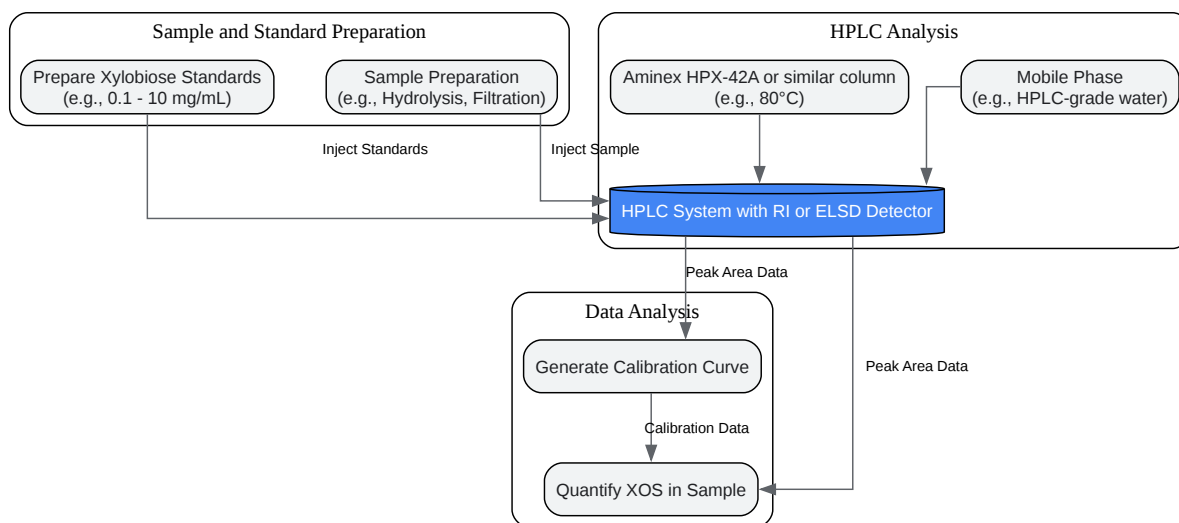 Sample and Standard Preparation
Prepare Xylobiose Standards
(e.g., 0.1 - 10 mg/mL)
Sample Preparation
(e.g., Hydrolysis, Filtration)
HPLC Analysis
Aminex HPX-42A or similar column
(e.g., 80°C)
Mobile Phase
(e.g., HPLC-grade water)
Inject Standards
Inject Sample
HPLC System with RI or ELSD Detector
Peak Area Data
Data Analysis
Generate Calibration Curve
Peak Area Data
Calibration Data
Quantify XOS in Sample